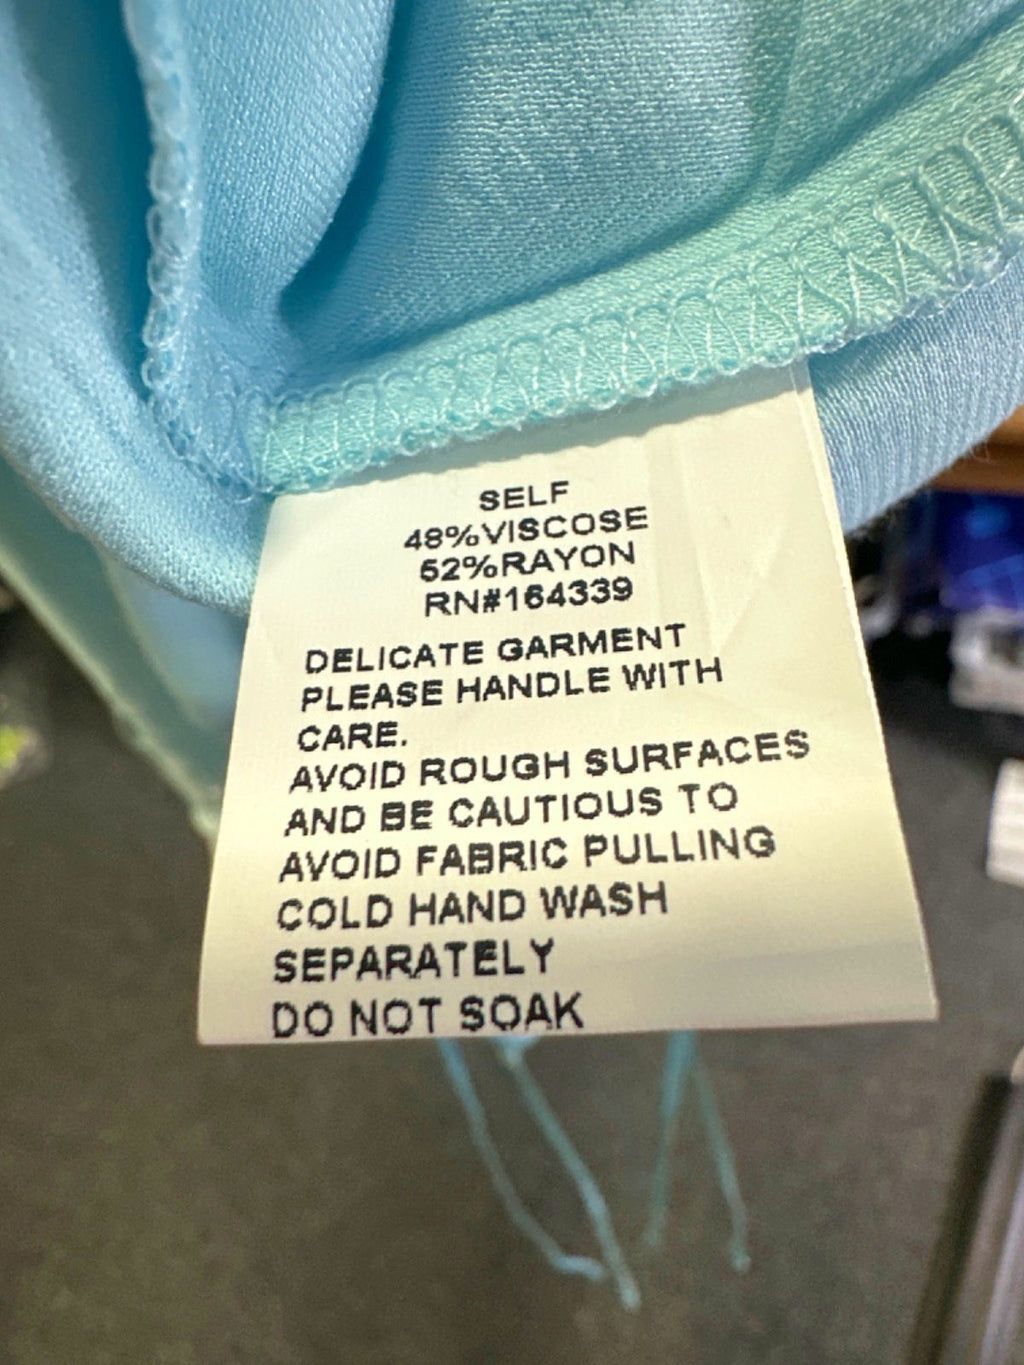 SELF
48%VISCOSE
52%RAYON
RN#164339
DELICATE GARMENT
PLEASE HANDLE WITH
CARE.
AVOID ROUGH SURFACES
AND BE CAUTIOUS TO
AVOID FABRIC PULLING
COLD HAND WASH
SEPARATELY
DO NOT SOAK